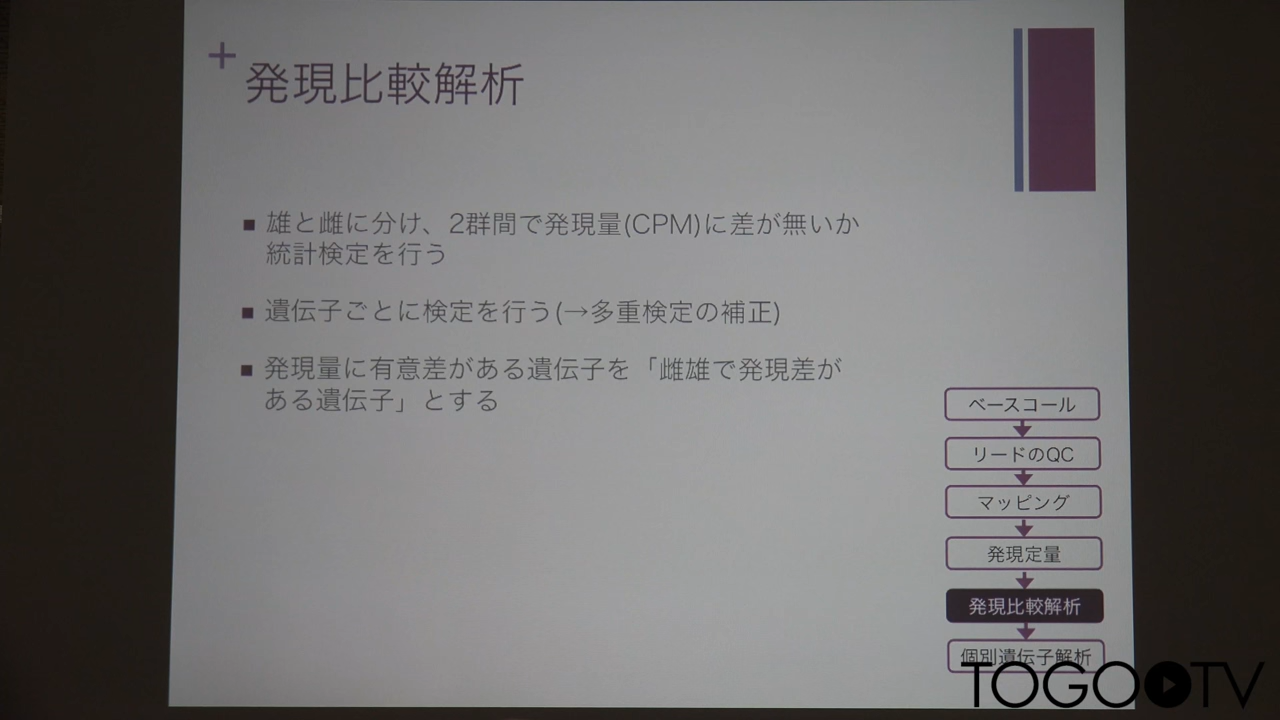 +
発現比較解析
■ 雄と雌に分け、2群間で発現量(CPM)に差が無いか
統計検定を行う
■ 遺伝子ごとに検定を行う(→多重検定の補正)
■ 発現量に有意差がある遺伝子を「雌雄で発現差が
ある遺伝子」とする
ベースコール
リードのQC
マッピング
発現定量
発現比較解析
個別遺伝子解析
TOGOTV